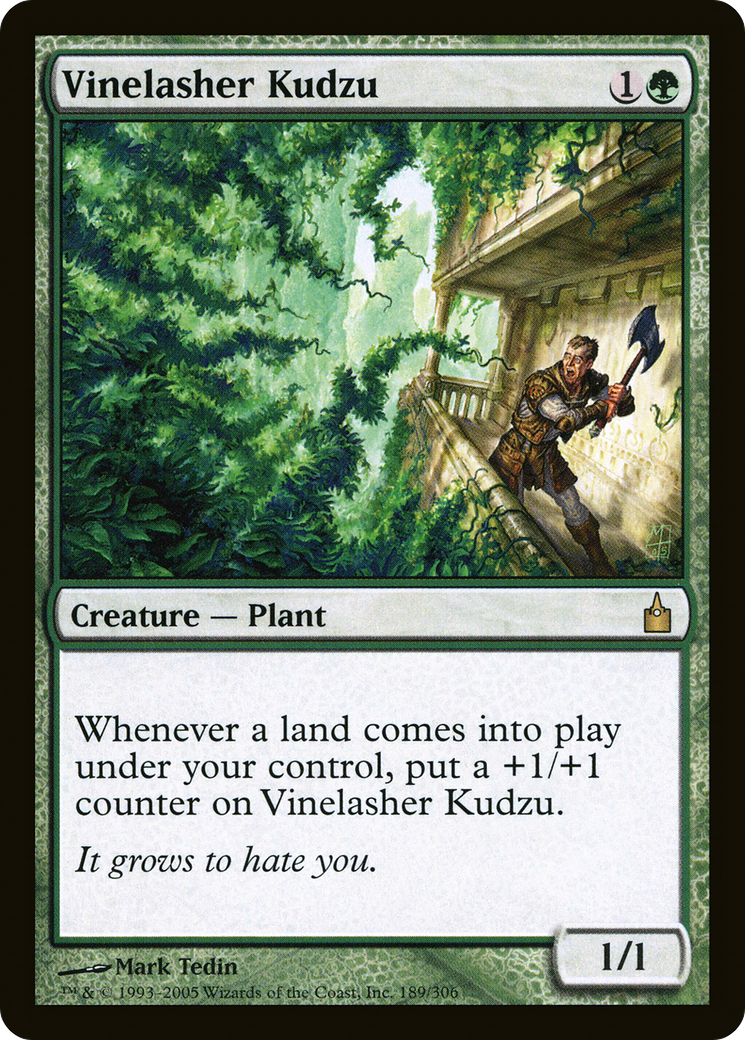 Vinelasher Kudzu 1
Creature — Plant
Whenever a land comes into play
under your control, put a +1/+1
counter on Vinelasher Kudzu.
It grows to hate you.
1/1
Mark Tedin
™ & © 1993–2005 Wizards of the Coast, Inc. 189/306